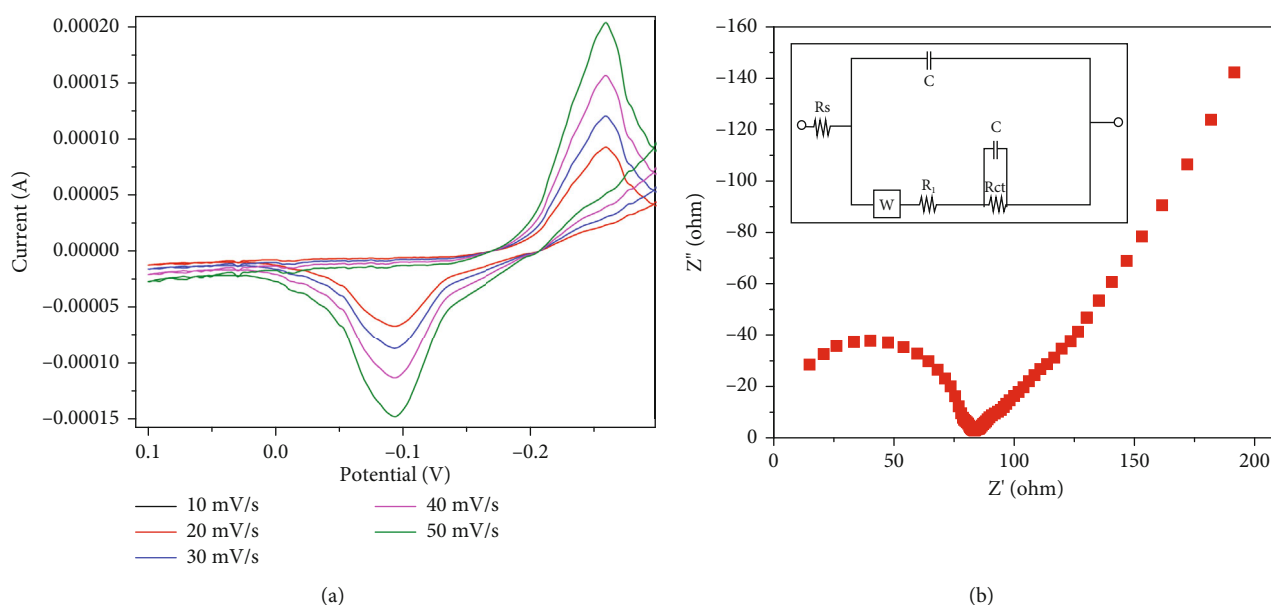 0.00020
0.00015
0.00010
0.00005
0.00000
−0.00005
−0.00010
−0.00015
Current (A)
0.1 0.0 −0.1 −0.2
Potential (V)
10 mV/s 40 mV/s
20 mV/s 50 mV/s
30 mV/s
(a)
−160
−140
−120
−100
−80
−60
−40
−20
0
Z" (ohm)
C
Rs
C
W R₁ Rct
0 50 100 150 200
Z' (ohm)
(b)